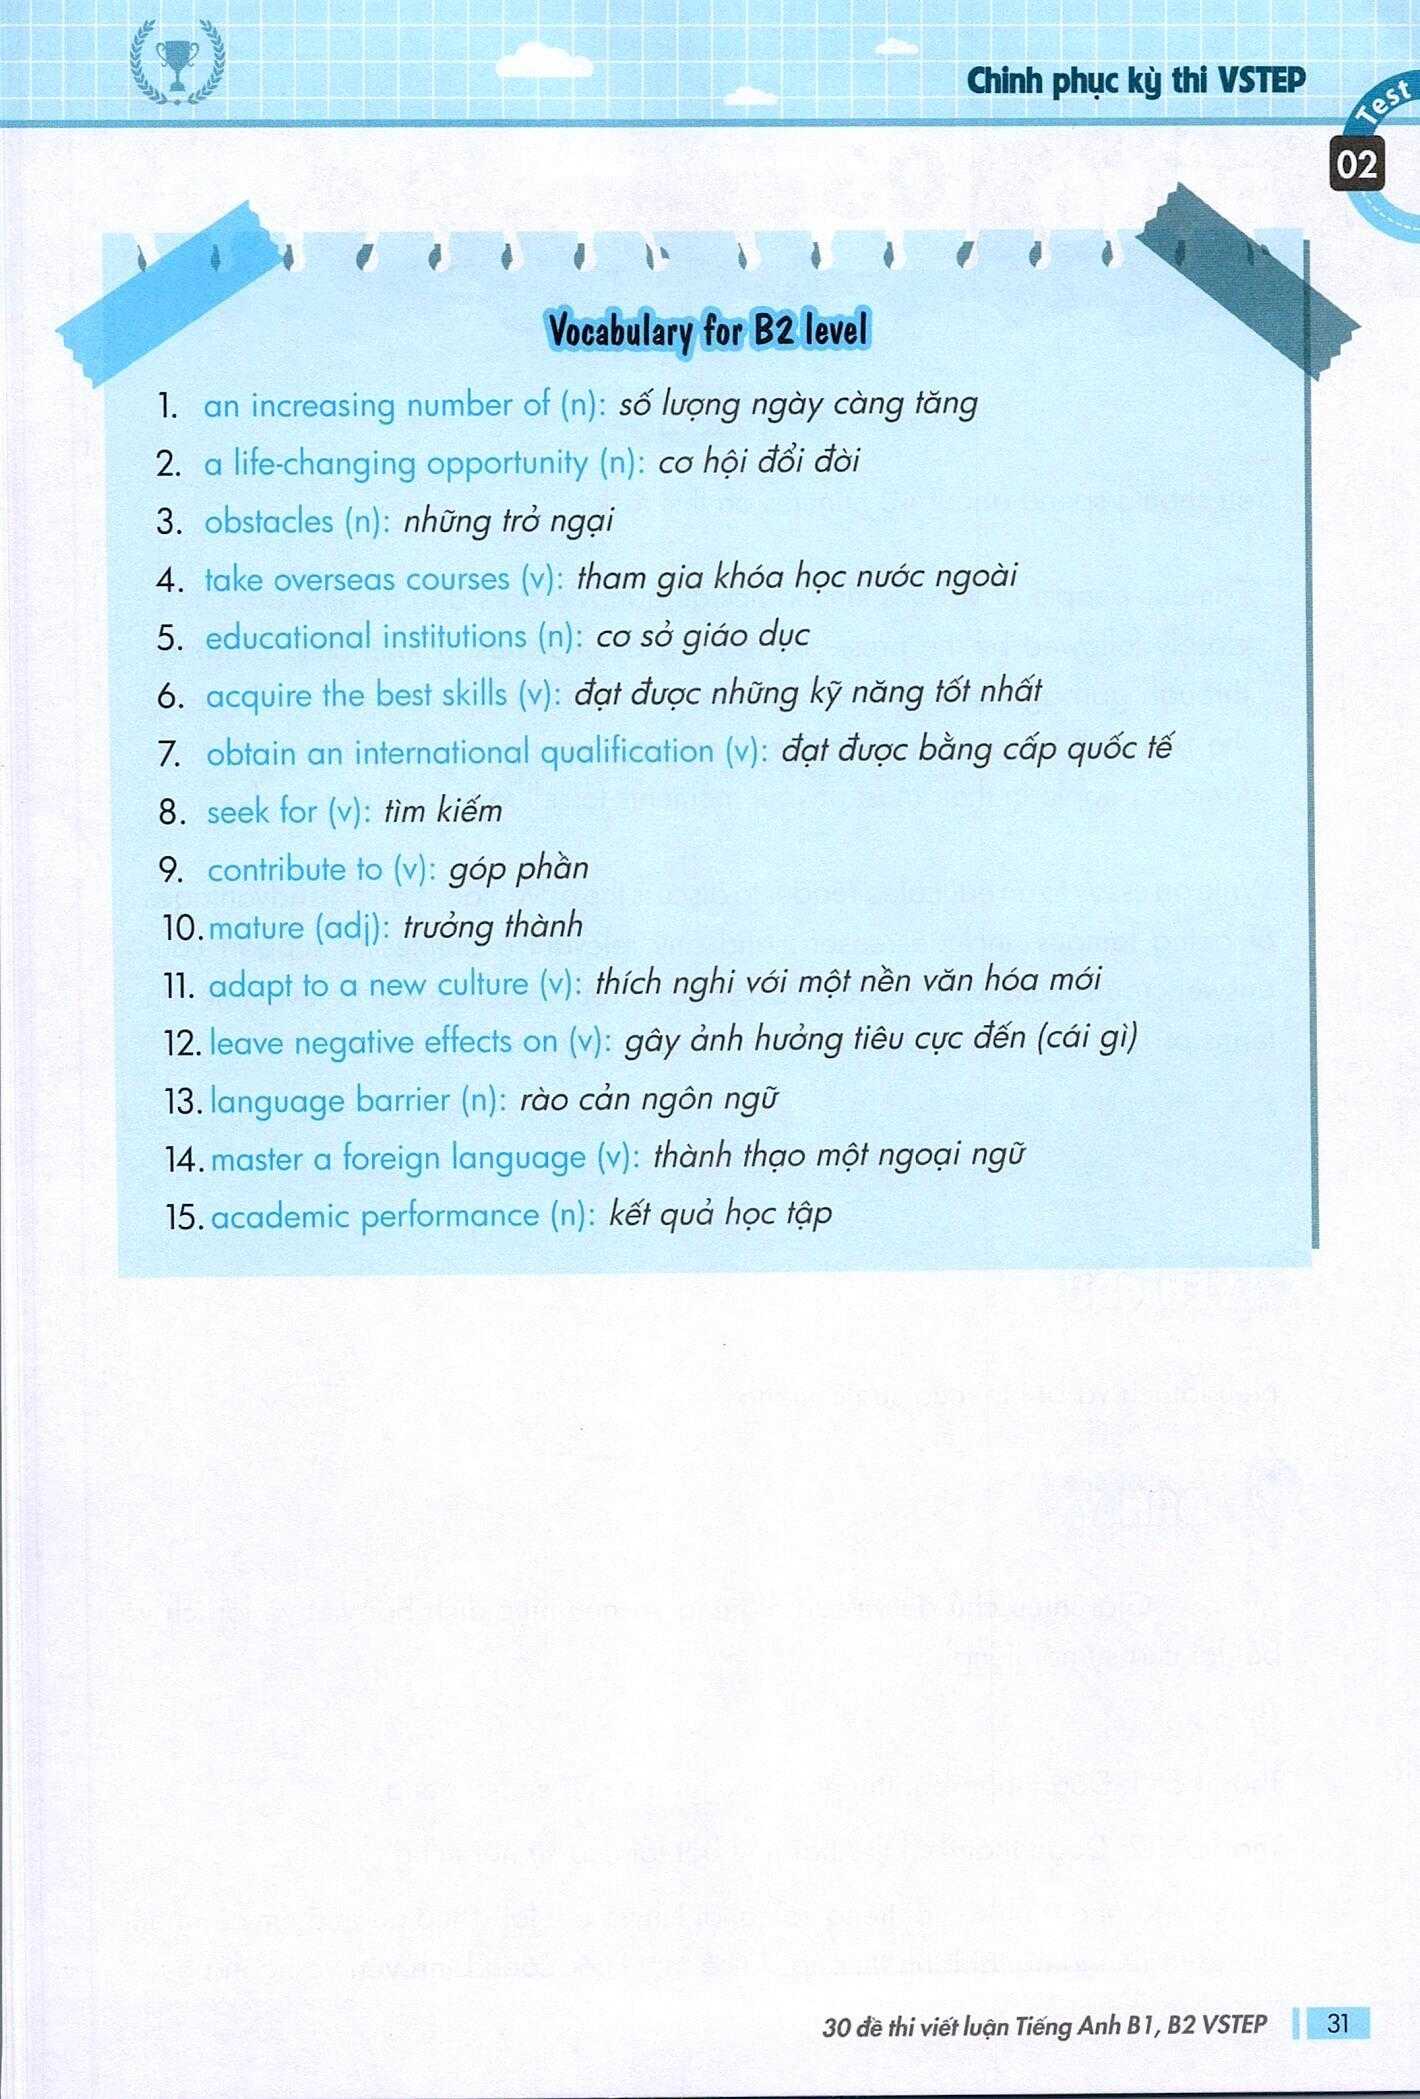 Chinh phục kỳ thi VSTEP
Test
02
Vocabulary for B2 level
1. an increasing number of (n): số lượng ngày càng tăng
2. a life-changing opportunity (n): cơ hội đổi đời
3. obstacles (n): những trở ngại
4. take overseas courses (v): tham gia khóa học nước ngoài
5. educational institutions (n): cơ sở giáo dục
6. acquire the best skills (v): đạt được những kỹ năng tốt nhất
7. obtain an international qualification (v): đạt được bằng cấp quốc tế
8. seek for (v): tìm kiếm
9. contribute to (v): góp phần
10. mature (adj): trưởng thành
11. adapt to a new culture (v): thích nghi với một nền văn hóa mới
12. leave negative effects on (v): gây ảnh hưởng tiêu cực đến (cái gì)
13. language barrier (n): rào cản ngôn ngữ
14. master a foreign language (v): thành thạo một ngoại ngữ
15. academic performance (n): kết quả học tập
30 đề thi viết luận Tiếng Anh B1, B2 VSTEP 31